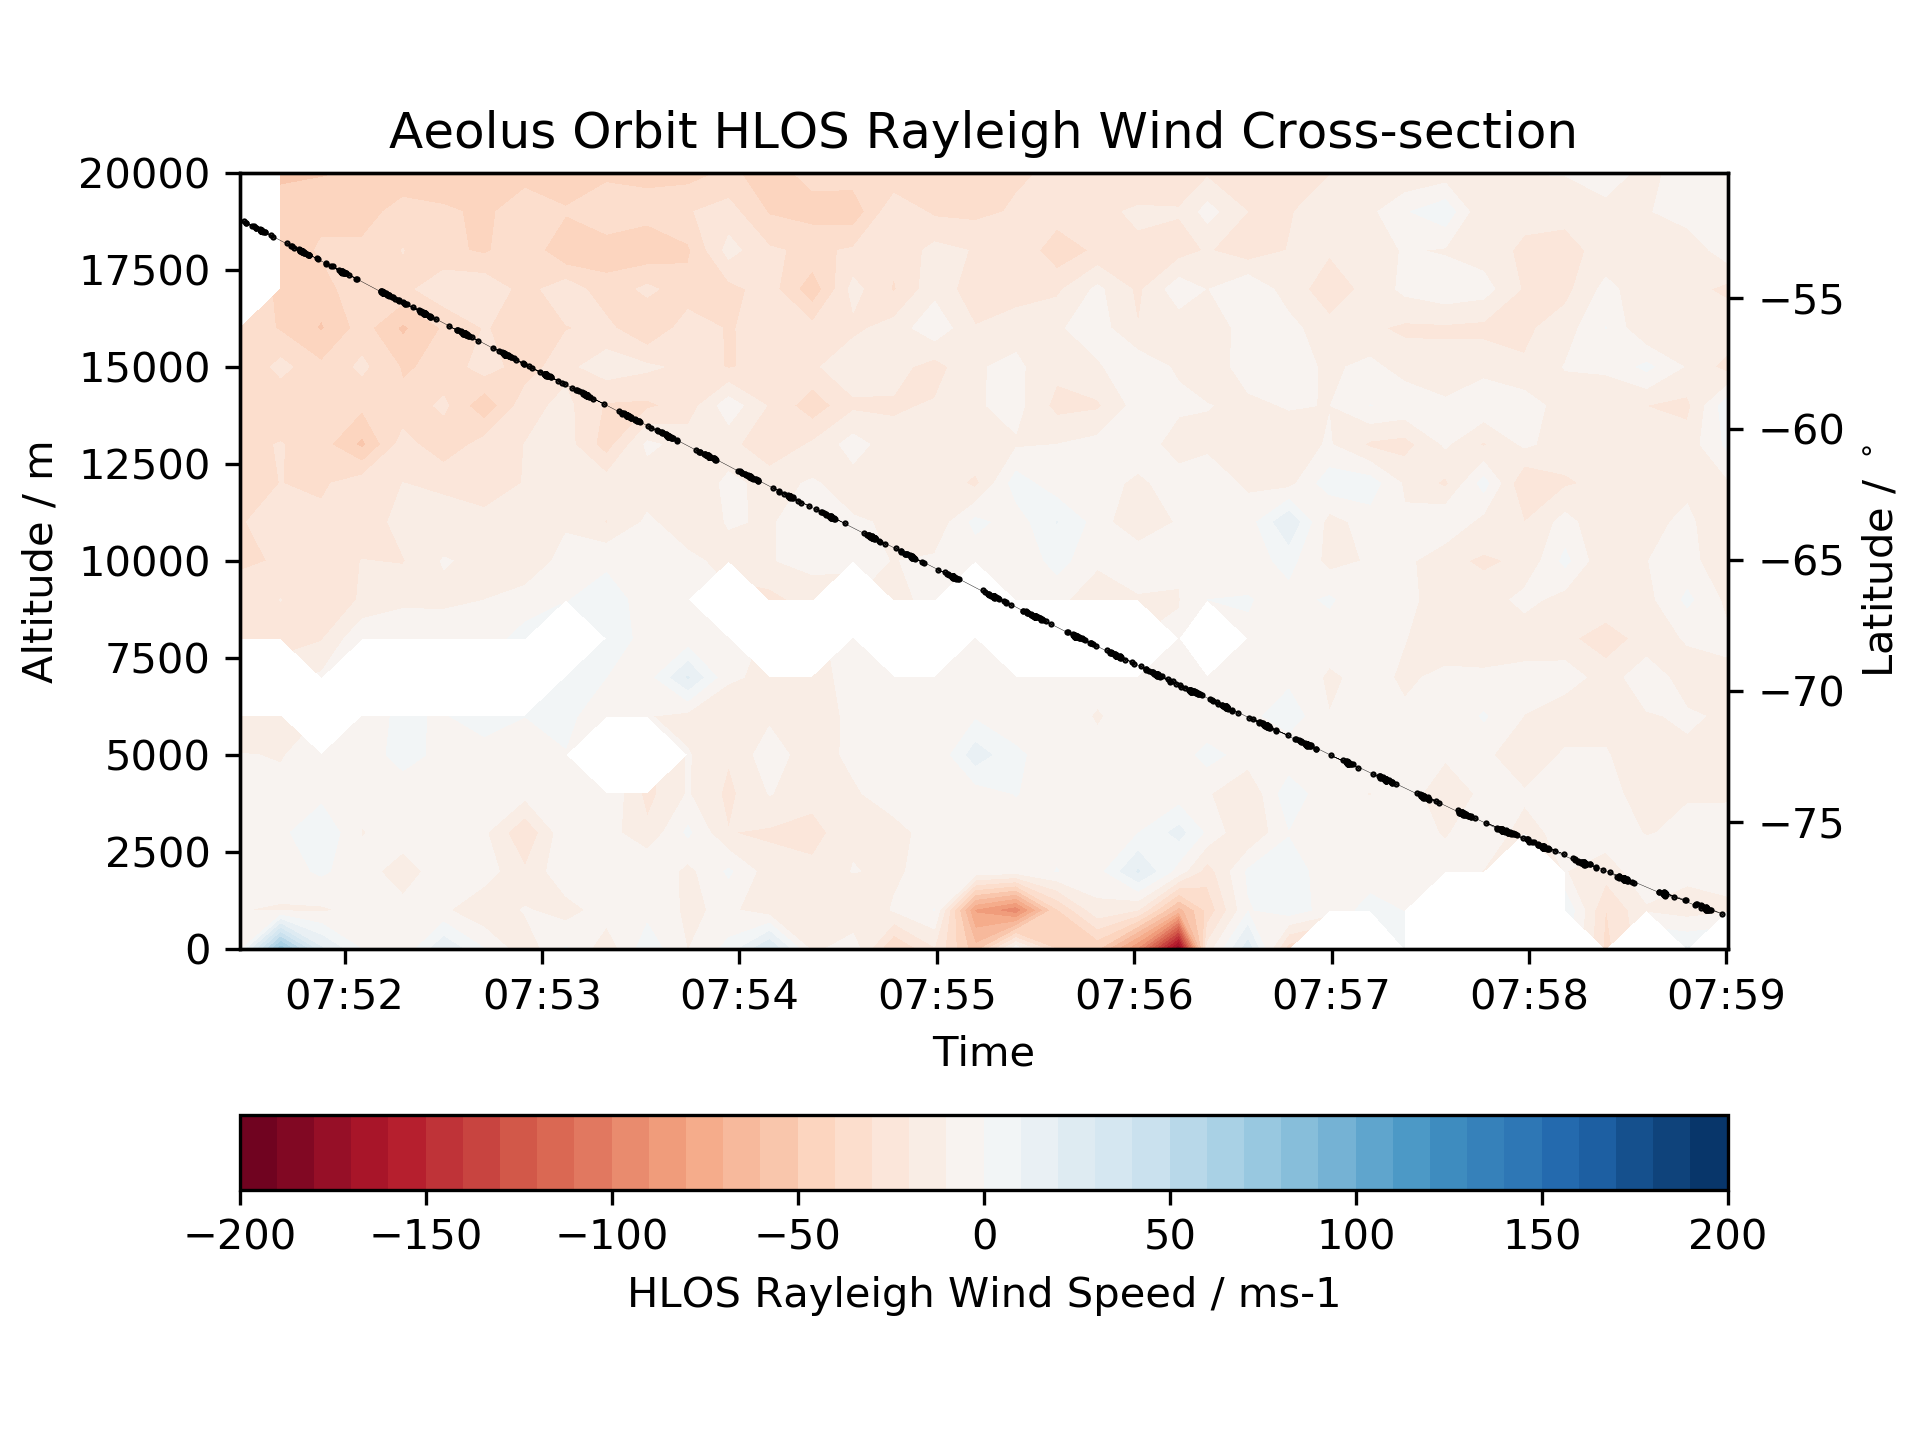 Aeolus Orbit HLOS Rayleigh Wind Cross-section
20000
17500
15000
12500
10000
7500
5000
2500
0
Altitude / m
−55
−60
−65
−70
−75
Latitude / °
07:52 07:53 07:54 07:55 07:56 07:57 07:58 07:59
Time
−200 −150 −100 −50 0 50 100 150 200
HLOS Rayleigh Wind Speed / ms-1